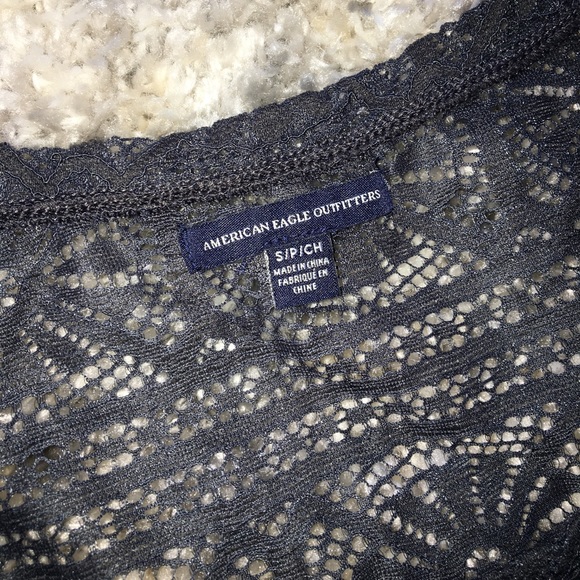 AMERICAN EAGLE OUTFITTERS
S/P/CH
MADE IN CHINA
FABRIQUÉ EN
CHINE